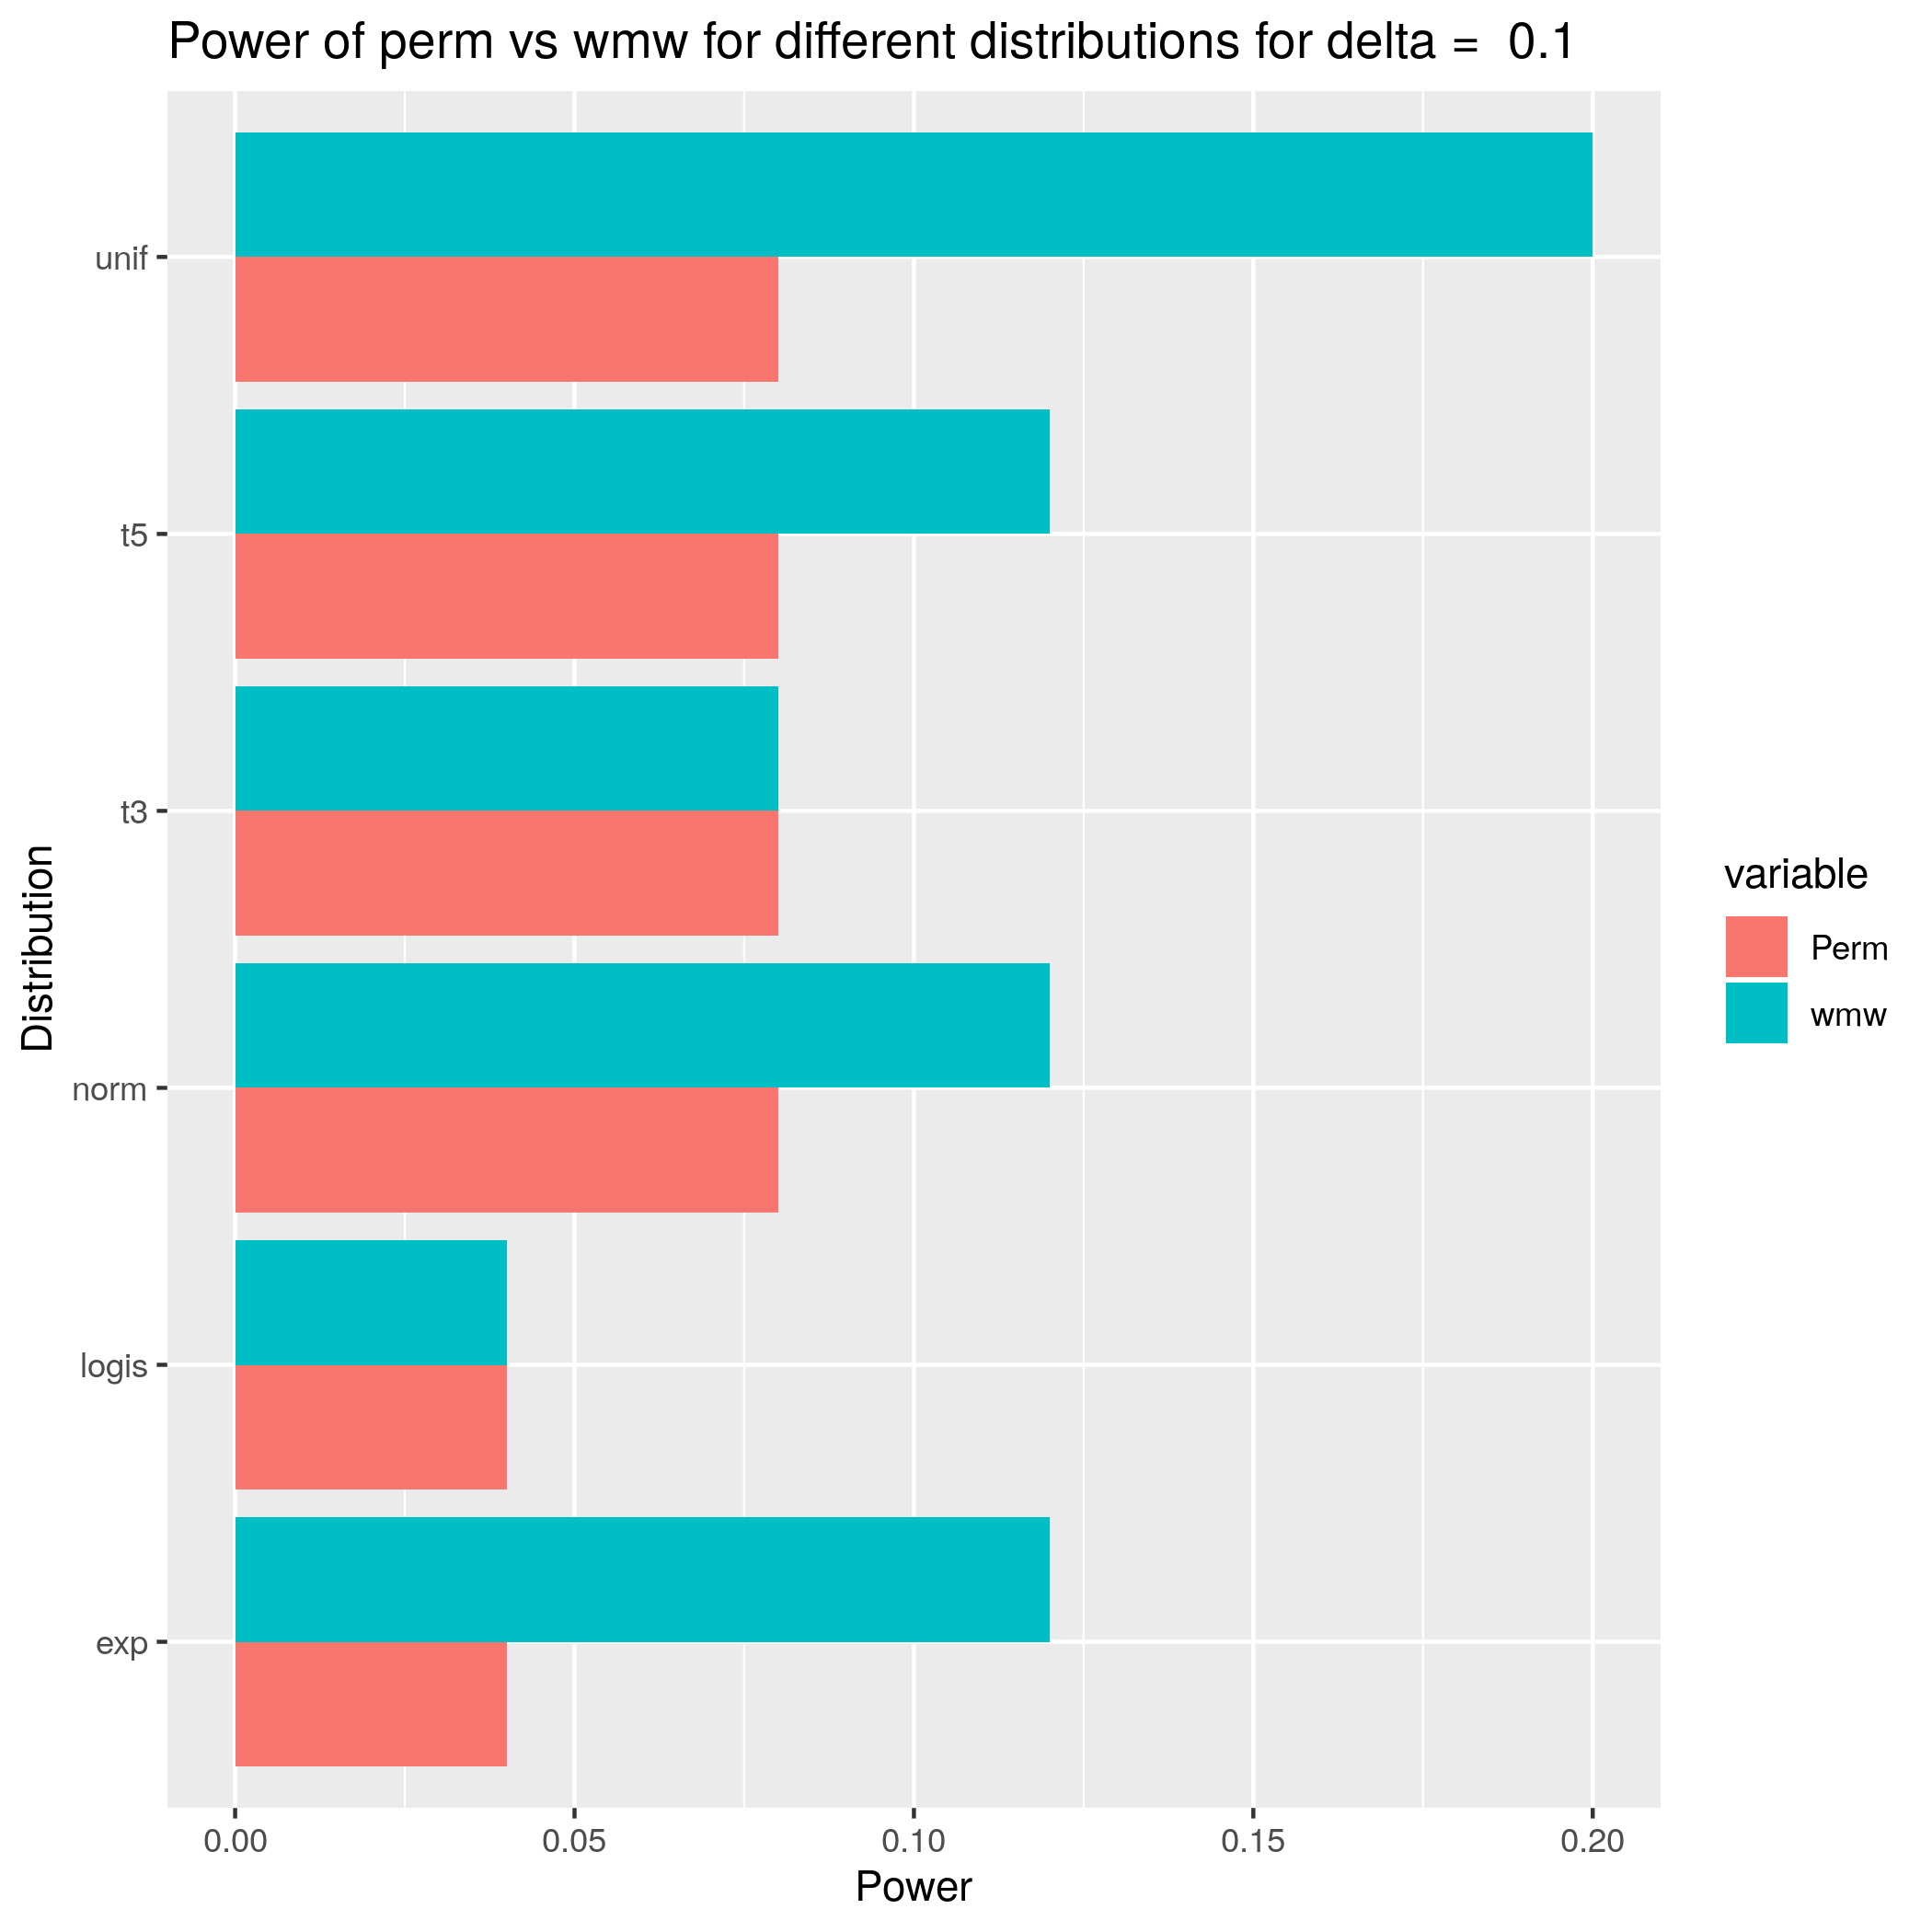 Power of perm vs wmw for different distributions for delta =  0.1
unif
t5
t3
norm
logis
exp
Distribution
0.00 0.05 0.10 0.15 0.20
Power
variable
Perm
wmw